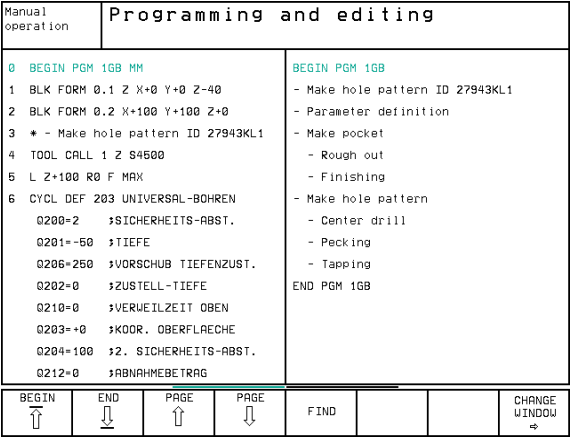 Manual
operation
Programming and editing
0 BEGIN PGM 1GB MM
1 BLK FORM 0.1 Z X+0 Y+0 Z-40
2 BLK FORM 0.2 X+100 Y+100 Z+0
3 * - Make hole pattern ID 27943KL1
4 TOOL CALL 1 Z S4500
5 L Z+100 R0 F MAX
6 CYCL DEF 203 UNIVERSAL-BOHREN
Q200=2 ;SICHERHEITS-ABST.
Q201=-50 ;TIEFE
Q206=250 ;VORSCHUB TIEFENZUST.
Q202=0 ;ZUSTELL-TIEFE
Q210=0 ;VERWEILZEIT OBEN
Q203=+0 ;KOOR. OBERFLAECHE
Q204=100 ;2. SICHERHEITS-ABST.
Q212=0 ;ABNAHMEBETRAG
BEGIN PGM 1GB
- Make hole pattern ID 27943KL1
- Parameter definition
- Make pocket
- Rough out
- Finishing
- Make hole pattern
- Center drill
- Pecking
- Tapping
END PGM 1GB
BEGIN
END
PAGE
PAGE
FIND
CHANGE
WINDOW